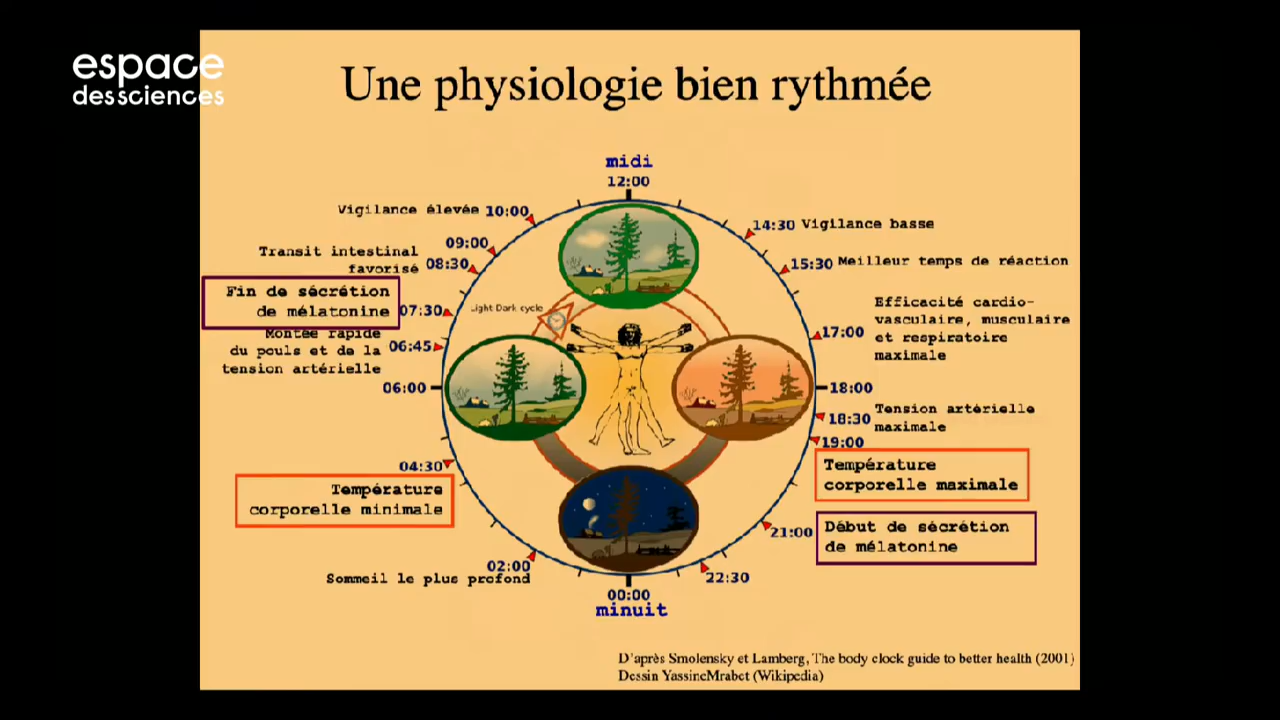 espace
des sciences
Une physiologie bien rythmée
midi
12:00
Vigilance élevée 10:00
14:30 Vigilance basse
09:00
Transit intestinal
favorisé 08:30
15:30 Meilleur temps de réaction
Fin de sécrétion
de mélatonine
07:30
Light Dark cycle
Efficacité cardio-
vasculaire, musculaire
et respiratoire
maximale
17:00
Montée rapide
du pouls et de la
tension artérielle
06:45
06:00
18:00
18:30
Tension artérielle
maximale
19:00
Température
corporelle maximale
04:30
Température
corporelle minimale
21:00
Début de sécrétion
de mélatonine
02:00
Sommeil le plus profond
22:30
00:00
minuit
D'après Smolensky et Lamberg, The body clock guide to better health (2001)
Dessin YassineMrabet (Wikipedia)